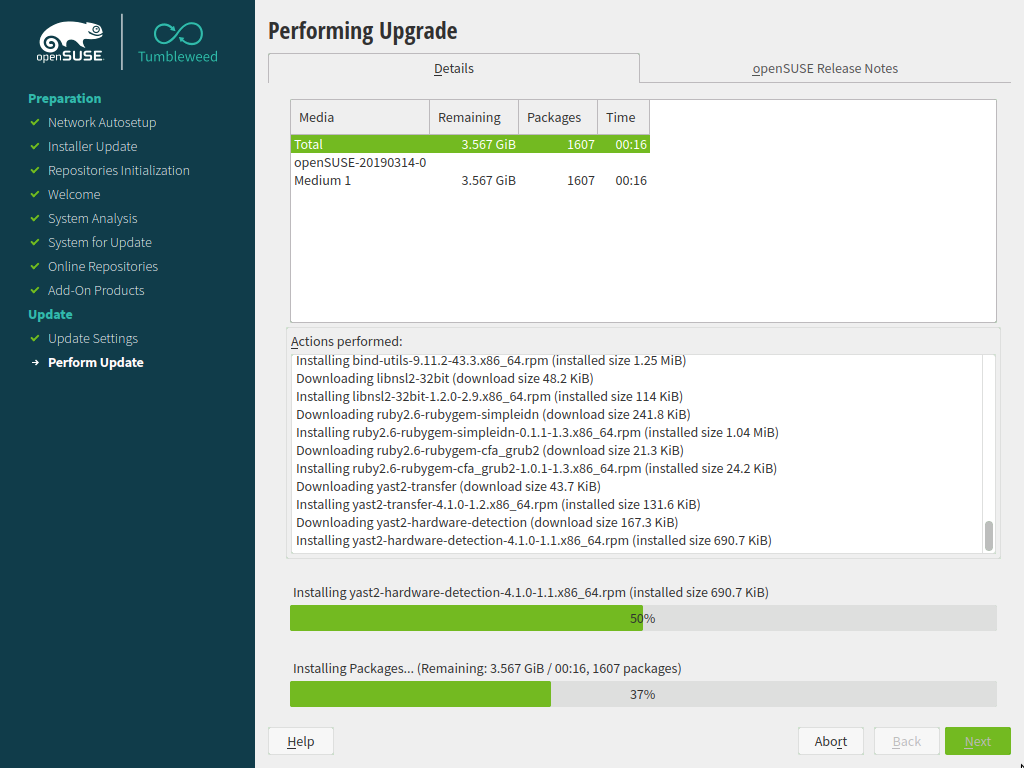 openSUSE
Tumbleweed
Preparation
Network Autosetup
Installer Update
Repositories Initialization
Welcome
System Analysis
System for Update
Online Repositories
Add-On Products
Update
Update Settings
Perform Update
Performing Upgrade
Details
openSUSE Release Notes
Media Remaining Packages Time
Total 3.567 GiB 1607 00:16
openSUSE-20190314-0
Medium 1 3.567 GiB 1607 00:16
Actions performed:
Installing bind-utils-9.11.2-43.3.x86_64.rpm (installed size 1.25 MiB)
Downloading libnsl2-32bit (download size 48.2 KiB)
Installing libnsl2-32bit-1.2.0-2.9.x86_64.rpm (installed size 114 KiB)
Downloading ruby2.6-rubygem-simpleidn (download size 241.8 KiB)
Installing ruby2.6-rubygem-simpleidn-0.1.1-1.3.x86_64.rpm (installed size 1.04 MiB)
Downloading ruby2.6-rubygem-cfa_grub2 (download size 21.3 KiB)
Installing ruby2.6-rubygem-cfa_grub2-1.0.1-1.3.x86_64.rpm (installed size 24.2 KiB)
Downloading yast2-transfer (download size 43.7 KiB)
Installing yast2-transfer-4.1.0-1.2.x86_64.rpm (installed size 131.6 KiB)
Downloading yast2-hardware-detection (download size 167.3 KiB)
Installing yast2-hardware-detection-4.1.0-1.1.x86_64.rpm (installed size 690.7 KiB)
Installing yast2-hardware-detection-4.1.0-1.1.x86_64.rpm (installed size 690.7 KiB)
50%
Installing Packages... (Remaining: 3.567 GiB / 00:16, 1607 packages)
37%
Help
Abort
Back
Next